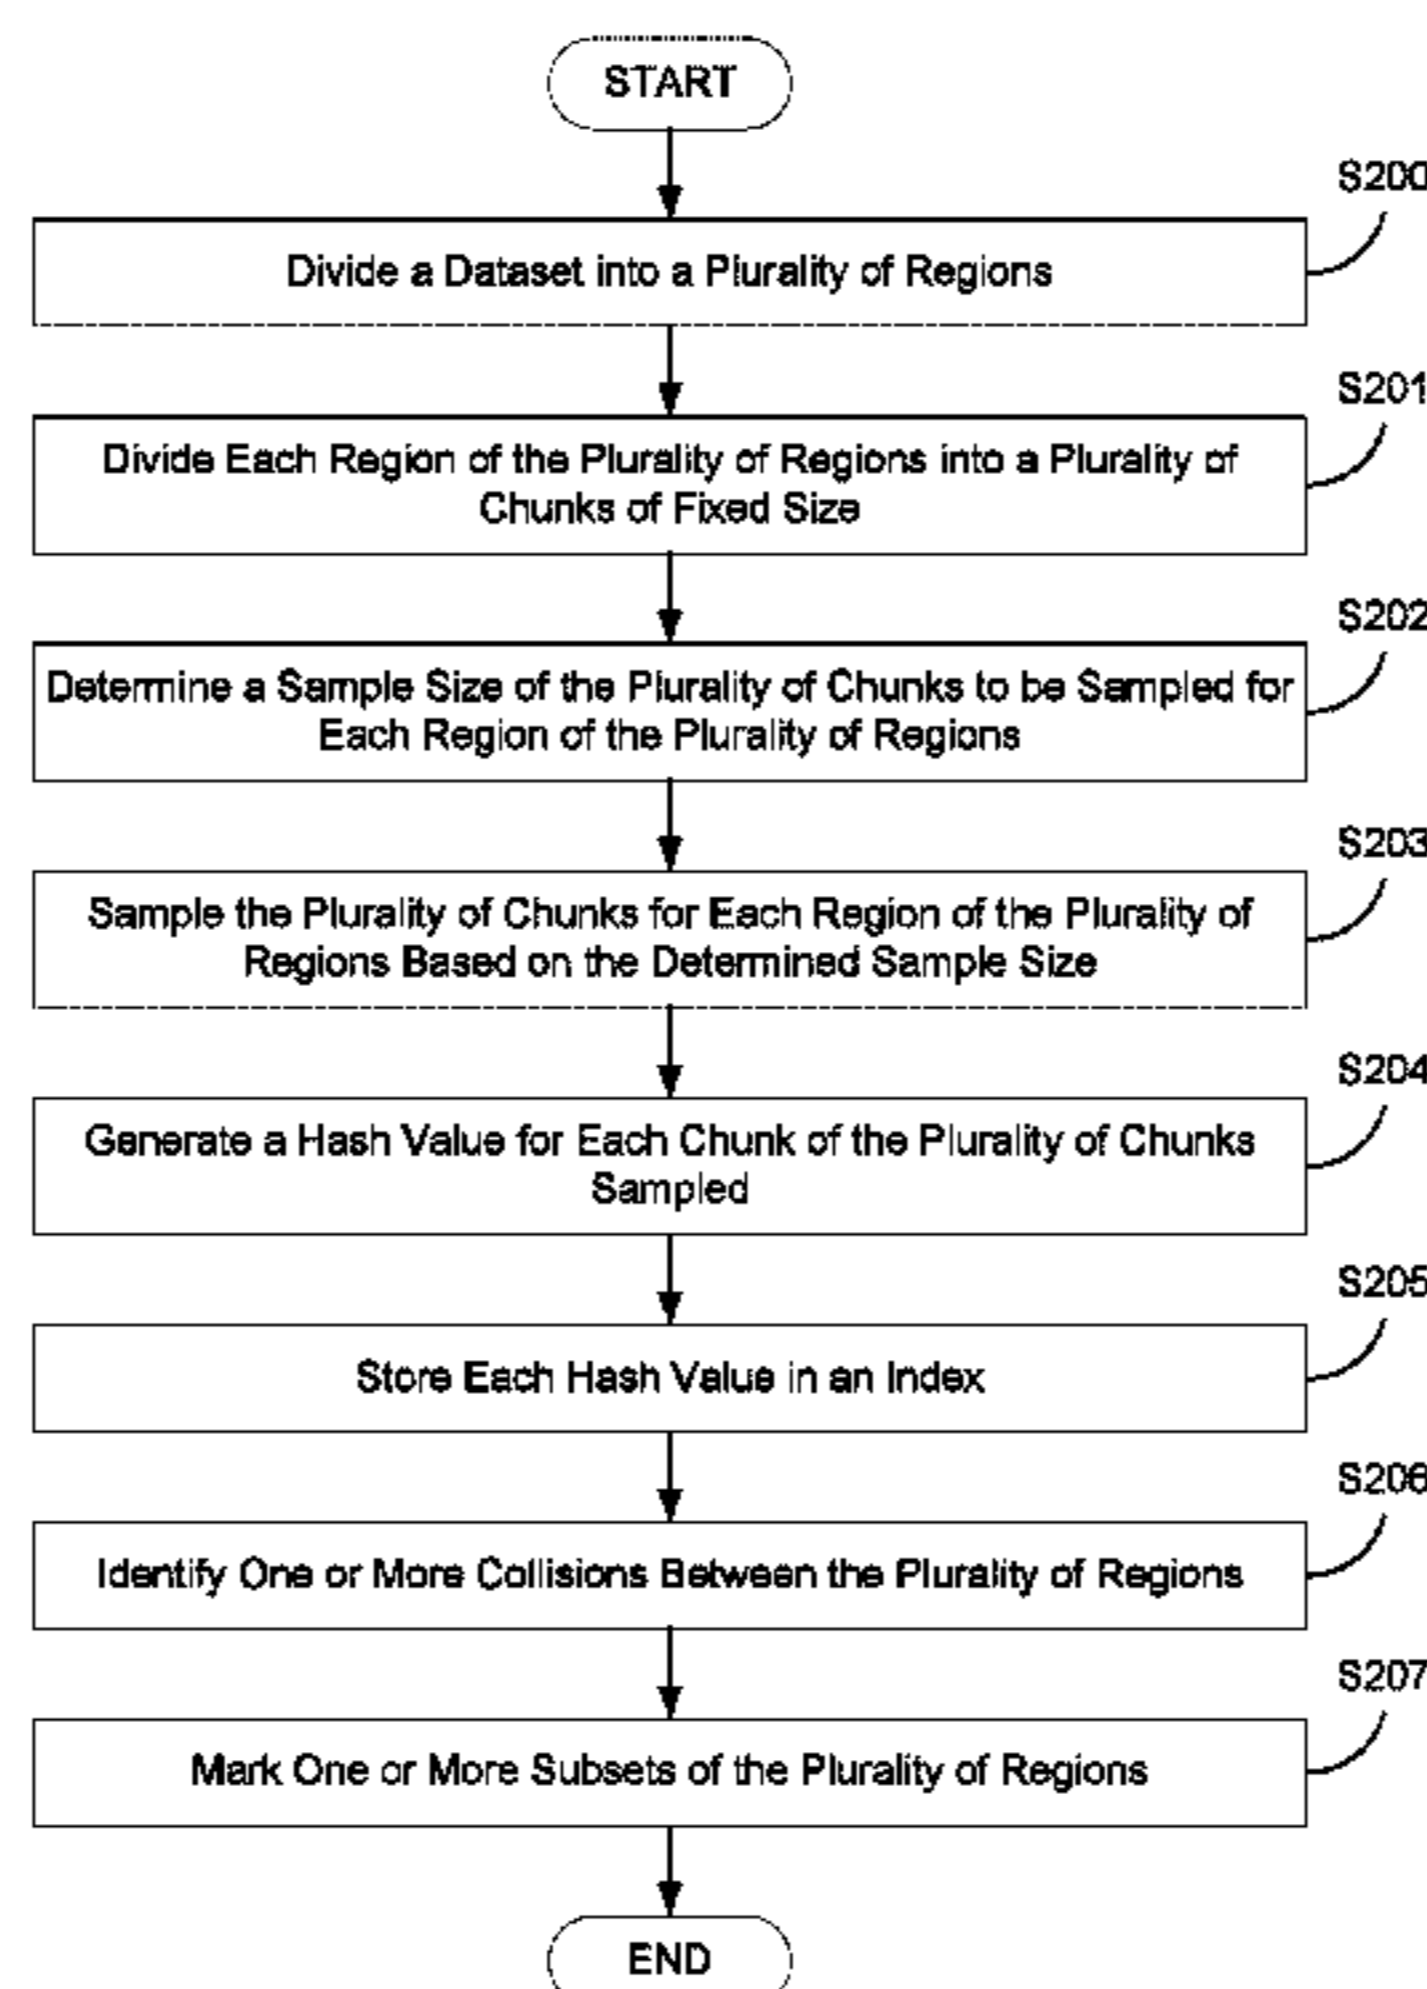 START
S200
Divide a Dataset into a Plurality of Regions
S201
Divide Each Region of the Plurality of Regions into a Plurality of
Chunks of Fixed Size
S202
Determine a Sample Size of the Plurality of Chunks to be Sampled for
Each Region of the Plurality of Regions
S203
Sample the Plurality of Chunks for Each Region of the Plurality of
Regions Based on the Determined Sample Size
S204
Generate a Hash Value for Each Chunk of the Plurality of Chunks
Sampled
S205
Store Each Hash Value in an Index
S206
Identify One or More Collisions Between the Plurality of Regions
S207
Mark One or More Subsets of the Plurality of Regions
END